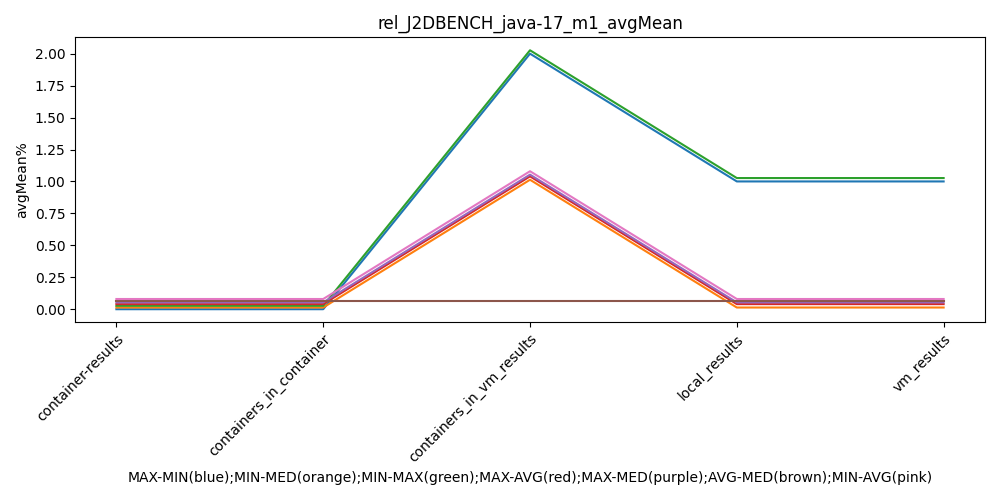 rel_J2DBENCH_java-17_m1_avgMean
avgMean%
2.00
1.75
1.50
1.25
1.00
0.75
0.50
0.25
0.00
container-results
containers_in_container
containers_in_vm_results
local_results
vm_results
MAX-MIN(blue);MIN-MED(orange);MIN-MAX(green);MAX-AVG(red);MAX-MED(purple);AVG-MED(brown);MIN-AVG(pink)